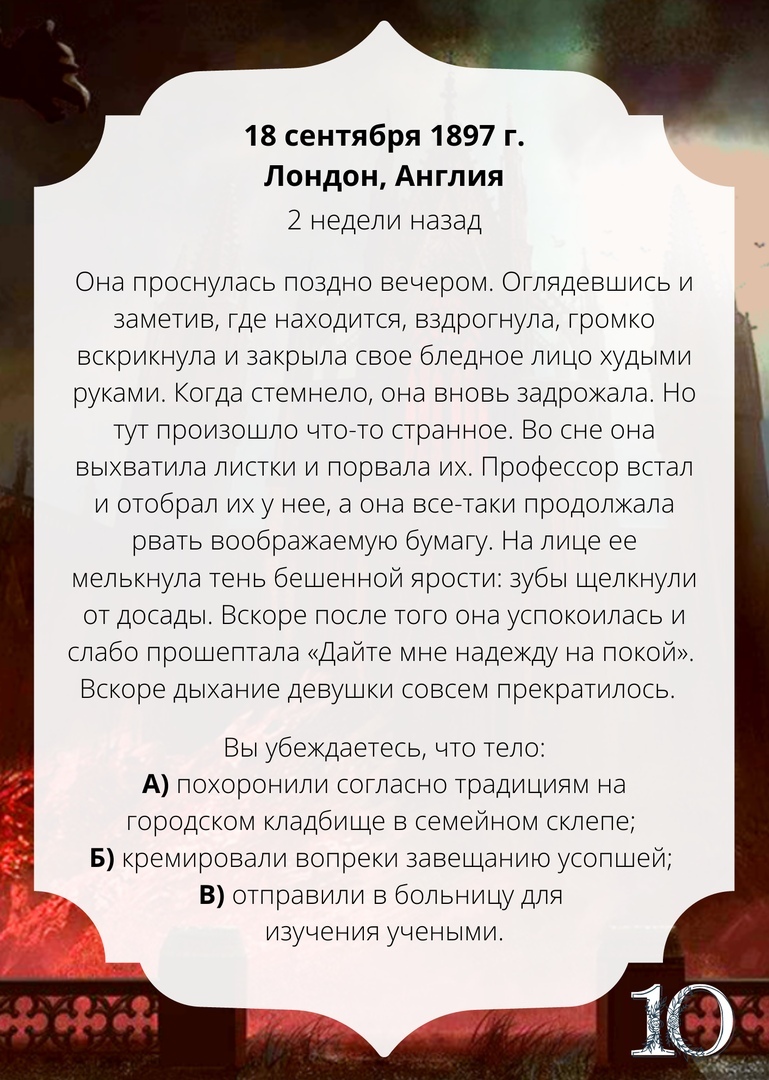 18 сентября 1897 г.
Лондон, Англия
2 недели назад
Она проснулась поздно вечером. Оглядевшись и
заметив, где находится, вздрогнула, громко
вскрикнула и закрыла свое бледное лицо худыми
руками. Когда стемнело, она вновь задрожала. Но
тут произошло что-то странное. Во сне она
выхватила листки и порвала их. Профессор встал
и отобрал их у нее, а она все-таки продолжала
рвать воображаемую бумагу. На лице ее
мелькнула тень бешенной ярости: зубы щелкнули
от досады. Вскоре после того она успокоилась и
слабо прошептала «Дайте мне надежду на покой».
Вскоре дыхание девушки совсем прекратилось.
Вы убеждаетесь, что тело:
А) похоронили согласно традициям на
городском кладбище в семейном склепе;
Б) кремировали вопреки завещанию усопшей;
В) отправили в больницу для
изучения учеными.
10